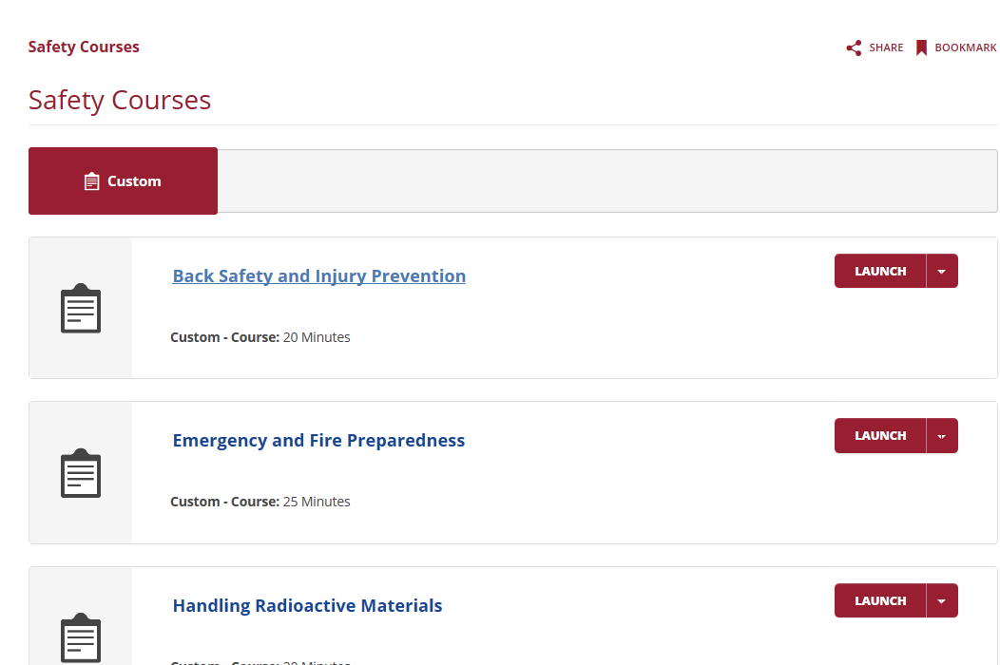 Safety Courses
SHARE
BOOKMARK
Safety Courses
Custom
Back Safety and Injury Prevention
LAUNCH
Custom - Course: 20 Minutes
Emergency and Fire Preparedness
LAUNCH
Custom - Course: 25 Minutes
Handling Radioactive Materials
LAUNCH